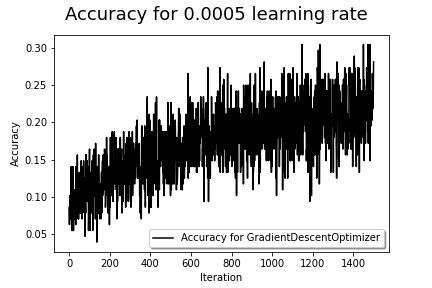 Accuracy for 0.0005 learning rate
0.30
0.25
0.20
0.15
0.10
0.05
Accuracy
Accuracy for GradientDescentOptimizer
0 200 400 600 800 1000 1200 1400
Iteration